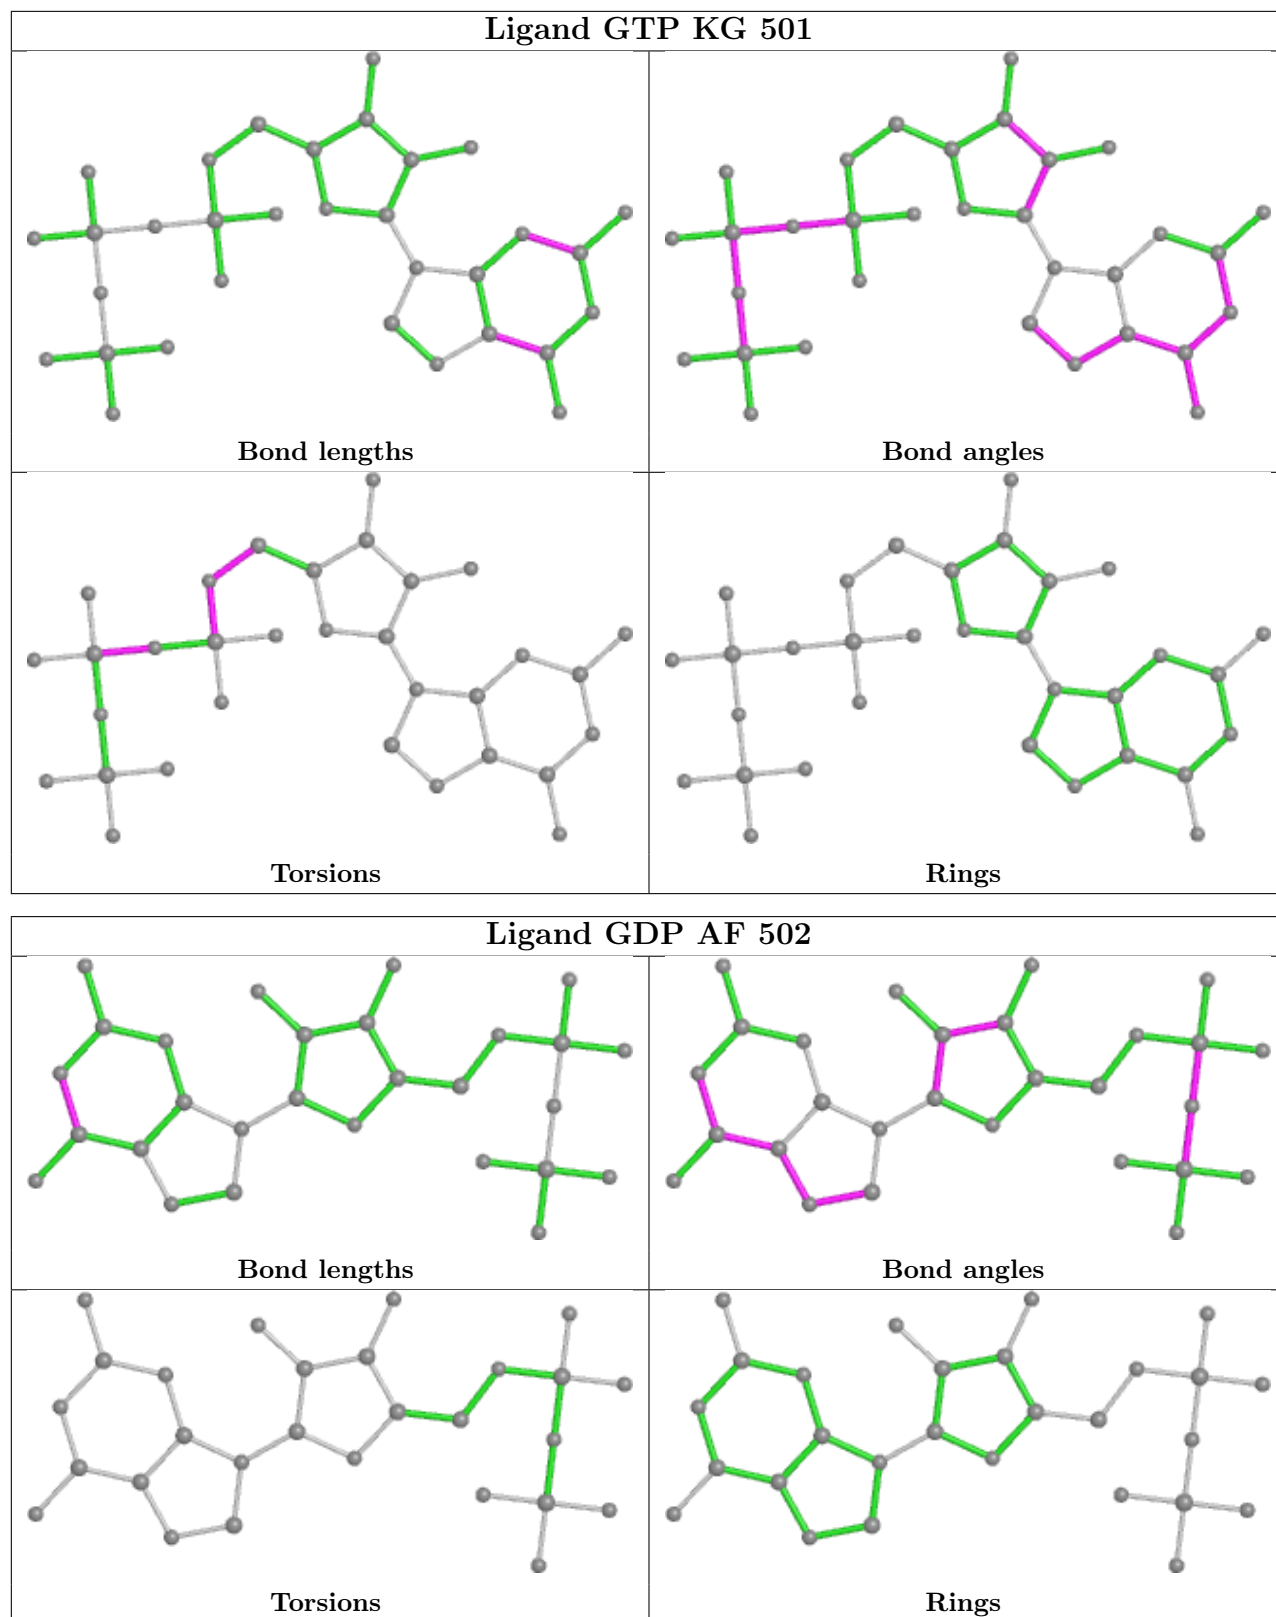 Ligand GTP KG 501
Bond lengths
Bond angles
Torsions
Rings
Ligand GDP AF 502
Bond lengths
Bond angles
Torsions
Rings